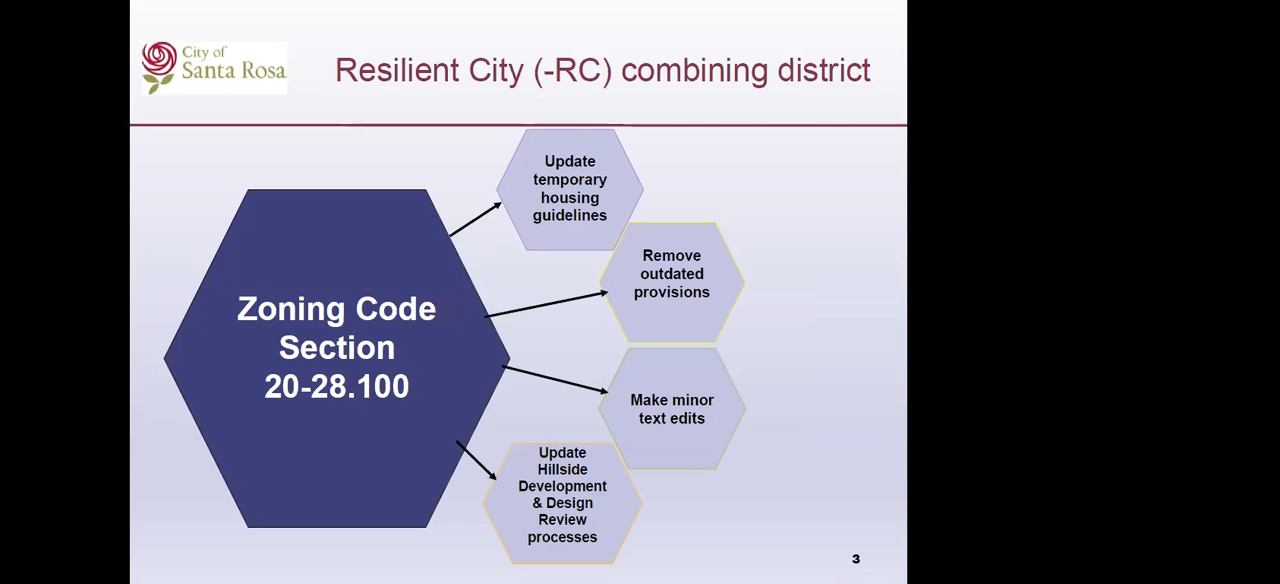 City of
Santa Rosa
Resilient City (-RC) combining district
Update
temporary
housing
guidelines
Remove
outdated
provisions
Zoning Code
Section
20-28.100
Make minor
text edits
Update
Hillside
Development
& Design
Review
processes
3